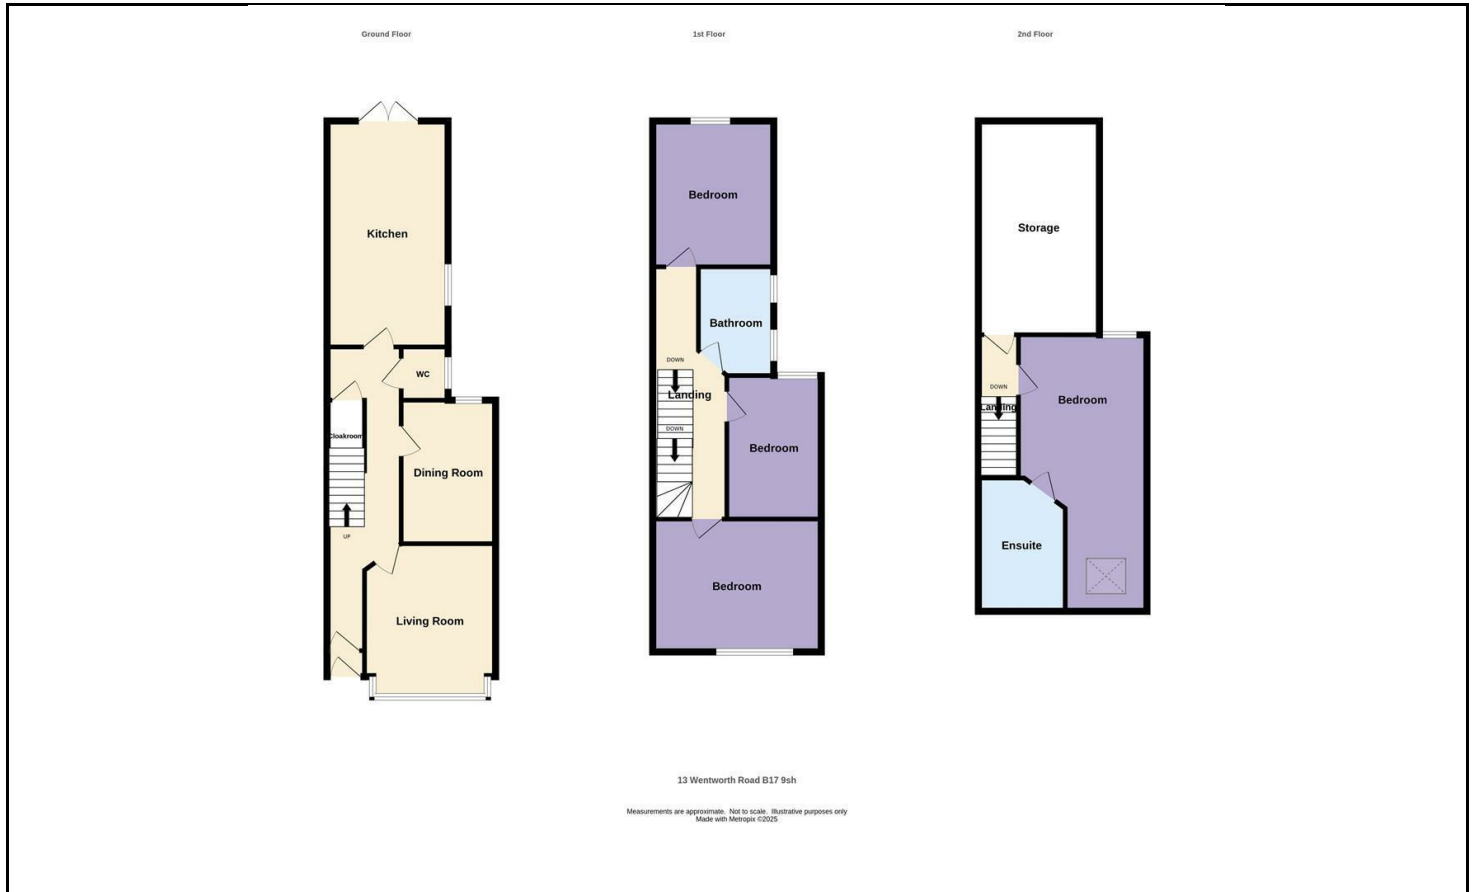 Ground Floor
1st Floor
2nd Floor
Kitchen
WC
Cloakroom
Dining Room
UP
Living Room
Bedroom
Bathroom
DOWN
Landing
DOWN
Bedroom
Bedroom
Storage
DOWN
Landing
Bedroom
Ensuite
13 Wentworth Road B17 9sh
Measurements are approximate. Not to scale. Illustrative purposes only
Made with Metropix ©2025